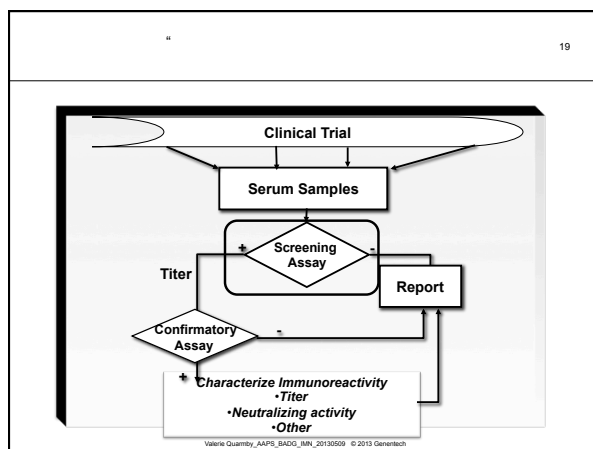 “
19
Clinical Trial
Serum Samples
+
Screening
Assay
-
Titer
Report
Confirmatory
Assay
-
+
Characterize Immunoreactivity
•Titer
•Neutralizing activity
•Other
Valerie Quarmby_AAPS_BADG_IMN_20130509 © 2013 Genentech